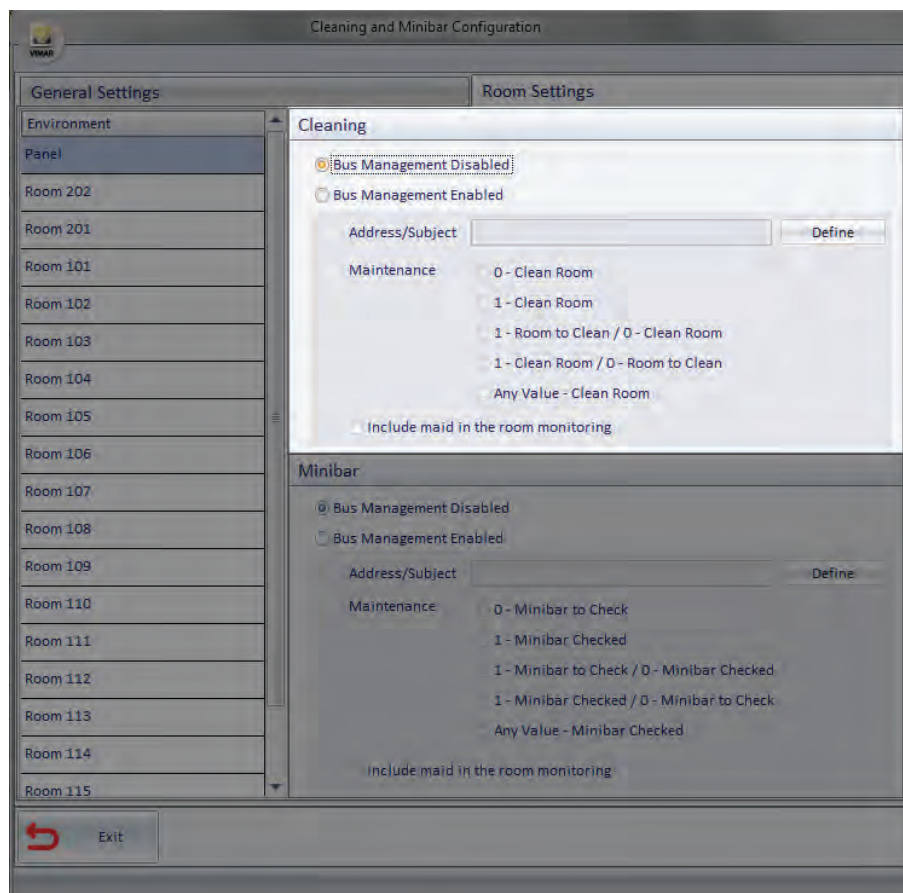 Cleaning and Minibar Configuration
VIMAR
General Settings
Room Settings
Environment
Panel
Room 202
Room 201
Room 101
Room 102
Room 103
Room 104
Room 105
Room 106
Room 107
Room 108
Room 109
Room 110
Room 111
Room 112
Room 113
Room 114
Room 115
Cleaning
Bus Management Disabled
Bus Management Enabled
Address/Subject
Define
Maintenance
0 - Clean Room
1 - Clean Room
1 - Room to Clean / 0 - Clean Room
1 - Clean Room / 0 - Room to Clean
Any Value - Clean Room
Include maid in the room monitoring
Minibar
Bus Management Disabled
Bus Management Enabled
Address/Subject
Define
Maintenance
0 - Minibar to Check
1 - Minibar Checked
1 - Minibar to Check / 0 - Minibar Checked
1 - Minibar Checked / 0 - Minibar to Check
Any Value - Minibar Checked
Include maid in the room monitoring
Exit